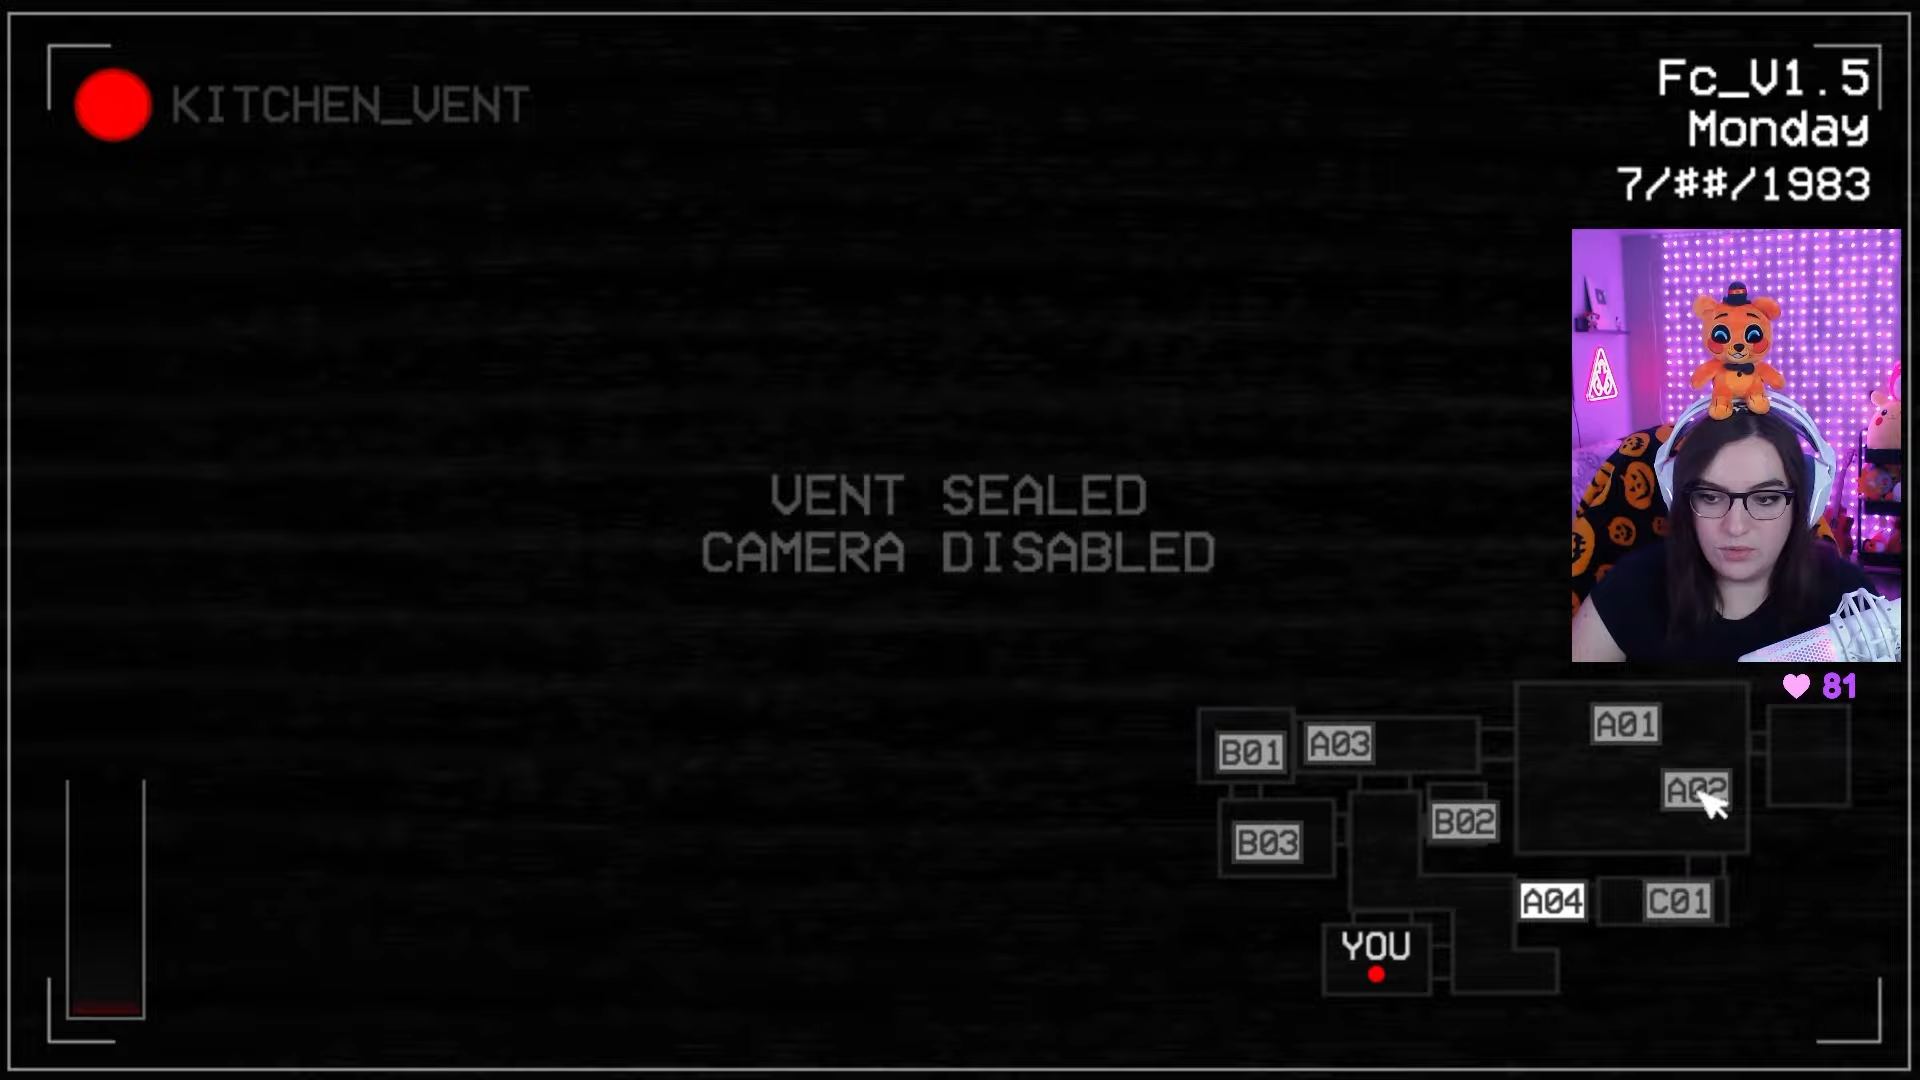 KITCHEN_VENT
Fc_V1.5
Monday
7/##/1983
VENT SEALED
CAMERA DISABLED
81
A01
B01
A03
A02
B02
B03
A04
C01
YOU